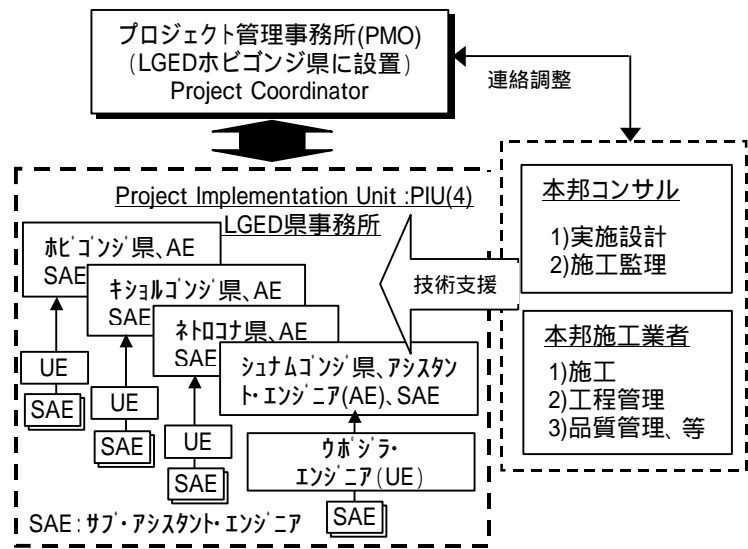 プロジェクト管理事務所(PMO)
(LGEDホビゴンジ県に設置)
Project Coordinator
連絡調整
Project Implementation Unit :PIU(4)
LGED県事務所
ﾎﾋﾞｺﾞﾝｼﾞ県、AE
SAE
ｷｼｮﾙｺﾞﾝｼﾞ県、AE
SAE
ﾈﾄﾛｺﾅ県、AE
SAE
ｼｭﾅﾑｺﾞﾝｼﾞ県、ｱｼｽﾀﾝ
ﾄ・ｴﾝｼﾞﾆｱ(AE)、SAE
UE
SAE
UE
SAE
UE
SAE
ｳﾎﾟｼﾞﾗ・
ｴﾝｼﾞﾆｱ(UE)
SAE
SAE：ｻﾌﾞ・ｱｼｽﾀﾝﾄ・ｴﾝｼﾞﾆｱ
技術支援
本邦コンサル
1)実施設計
2)施工監理
本邦施工業者
1)施工
2)工程管理
3)品質管理、等